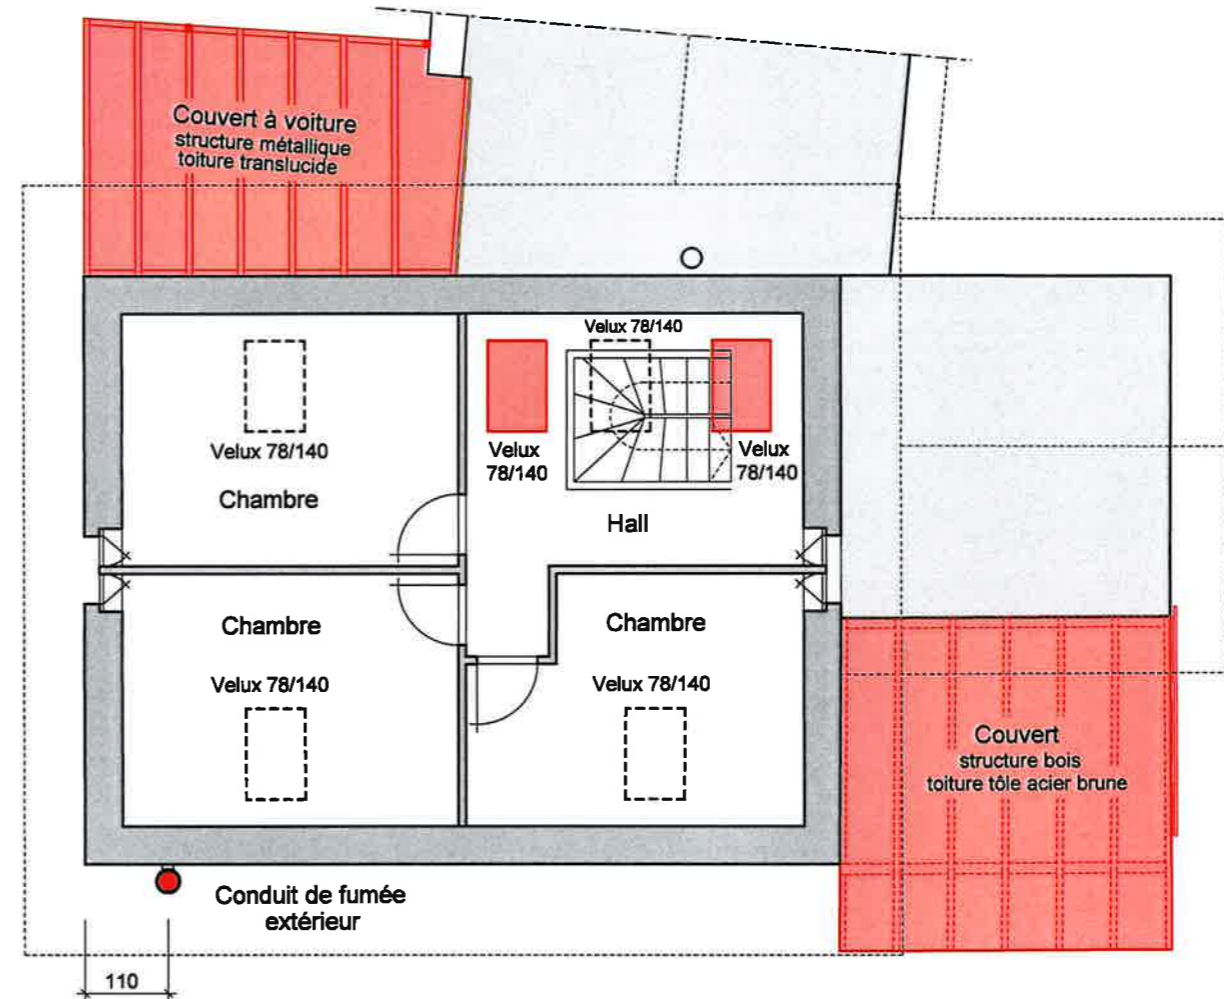 Couvert à voiture
structure métallique
toiture translucide
Velux 78/140
Velux 78/140
Velux
78/140
Velux
78/140
Chambre
Hall
Chambre
Chambre
Velux 78/140
Velux 78/140
Couvert
structure bois
toiture tôle acier brune
Conduit de fumée
extérieur
110